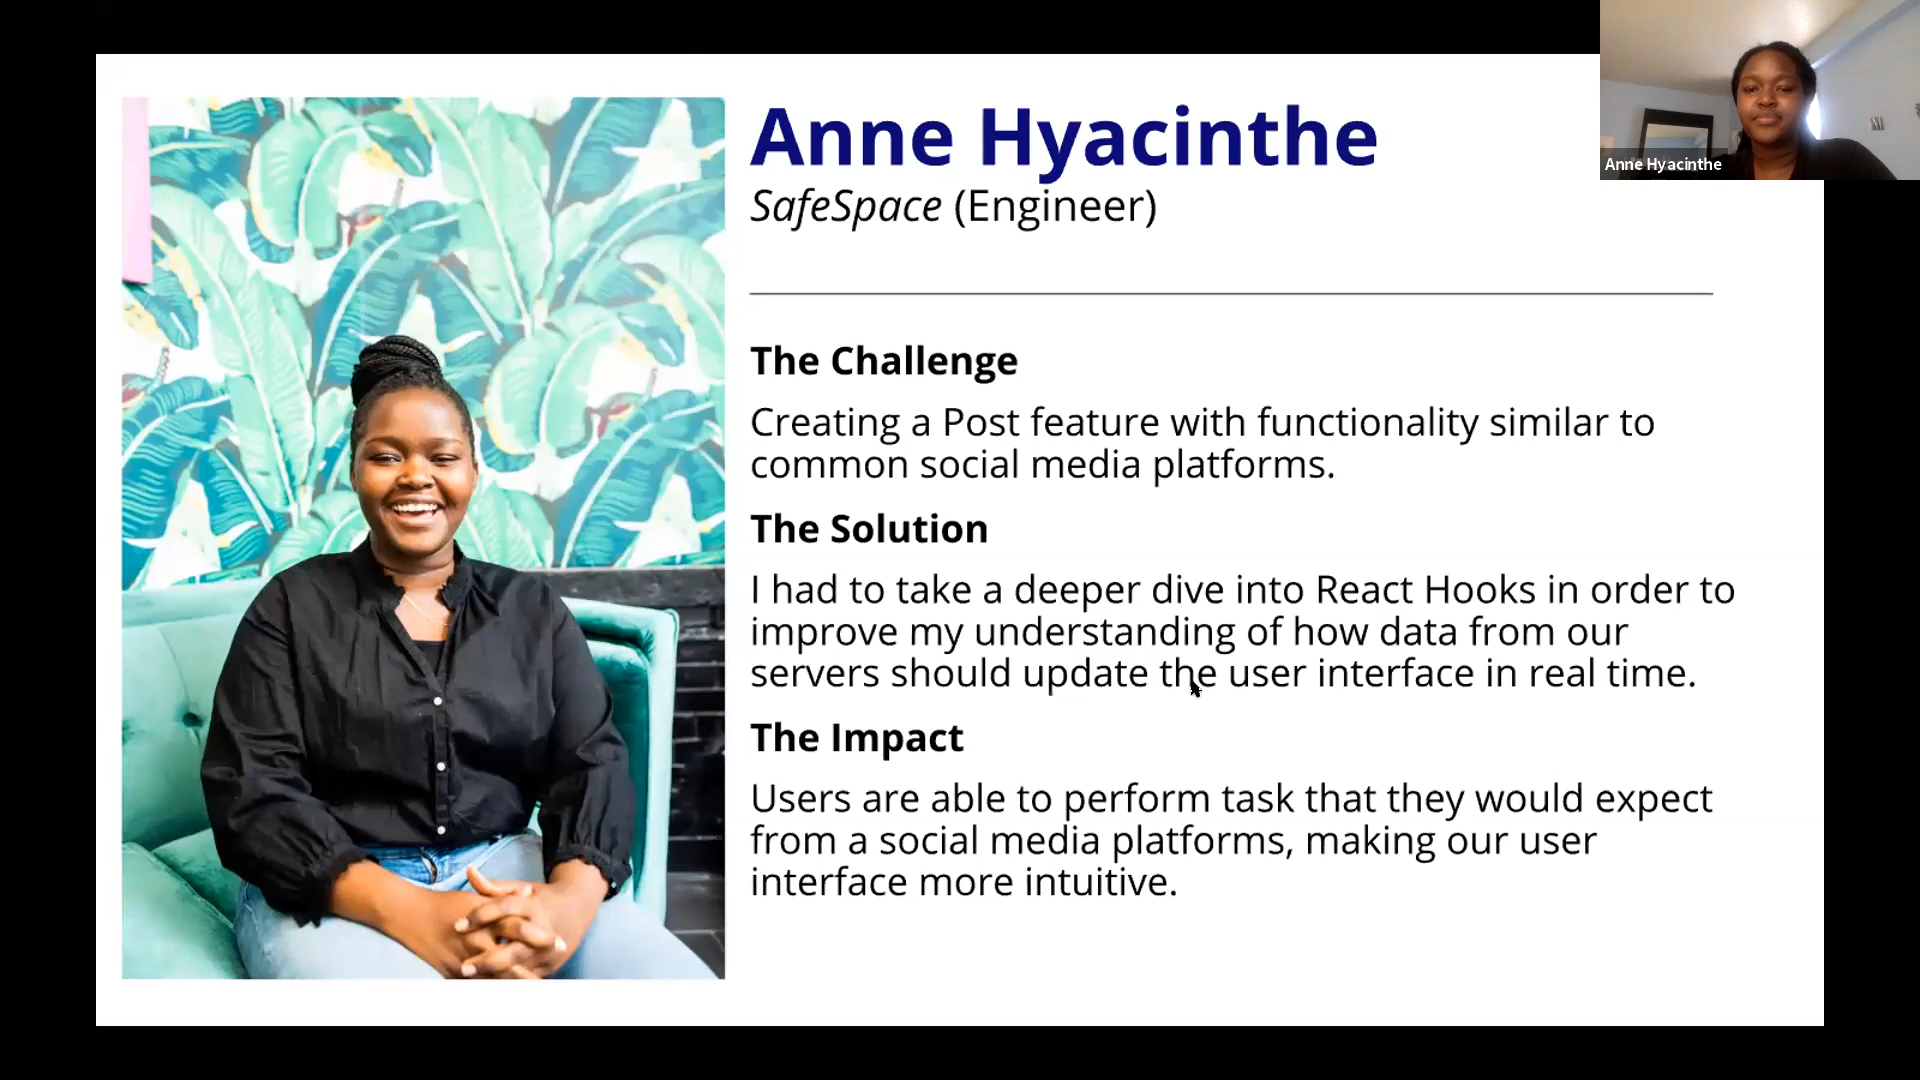 Anne Hyacinthe
SafeSpace (Engineer)
Anne Hyacinthe
The Challenge
Creating a Post feature with functionality similar to
common social media platforms.
The Solution
I had to take a deeper dive into React Hooks in order to
improve my understanding of how data from our
servers should update the user interface in real time.
The Impact
Users are able to perform task that they would expect
from a social media platforms, making our user
interface more intuitive.